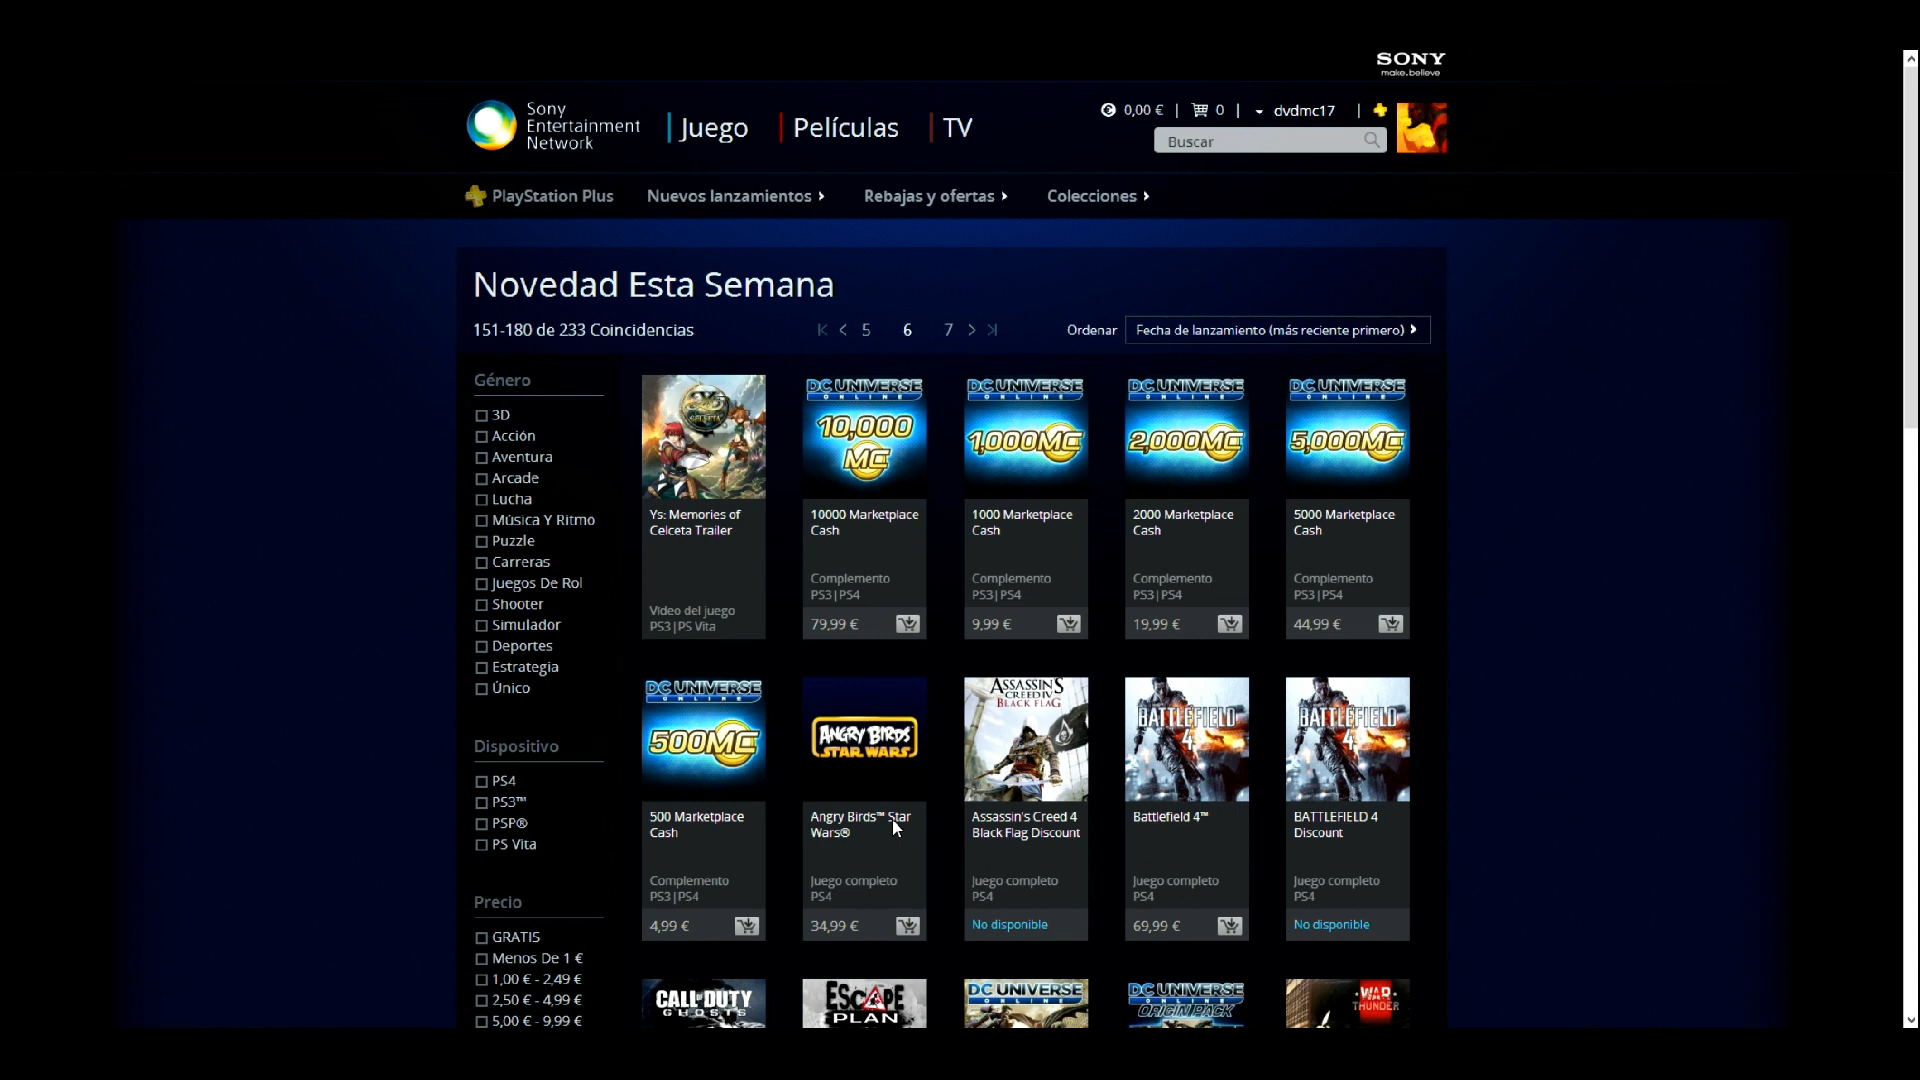 SONY
make.believe
Sony
Entertainment
Network
Juego
Películas
TV
0,00 € | 0 | dvdmc17 |
Buscar
PlayStation Plus
Nuevos lanzamientos
Rebajas y ofertas
Colecciones
Novedad Esta Semana
151-180 de 233 Coincidencias
5 6 7
Ordenar
Fecha de lanzamiento (más reciente primero)
Género
3D
Acción
Aventura
Arcade
Lucha
Música Y Ritmo
Puzzle
Carreras
Juegos De Rol
Shooter
Simulador
Deportes
Estrategia
Único
Dispositivo
PS4
PS3™
PSP®
PS Vita
Precio
GRATIS
Menos De 1 €
1,00 € - 2,49 €
2,50 € - 4,99 €
5,00 € - 9,99 €
Ys: Memories of
Celceta Trailer
Vídeo del juego
PS3|PS Vita
DC UNIVERSE
ONLINE
10,000
MC
10000 Marketplace
Cash
Complemento
PS3|PS4
79,99 €
DC UNIVERSE
ONLINE
1,000MC
1000 Marketplace
Cash
Complemento
PS3|PS4
9,99 €
DC UNIVERSE
ONLINE
2,000MC
2000 Marketplace
Cash
Complemento
PS3|PS4
19,99 €
DC UNIVERSE
ONLINE
5,000MC
5000 Marketplace
Cash
Complemento
PS3|PS4
44,99 €
DC UNIVERSE
ONLINE
500MC
500 Marketplace
Cash
Complemento
PS3|PS4
4,99 €
ANGRY BIRDS
STAR WARS
Angry Birds™ Star
Wars®
Juego completo
PS4
34,99 €
ASSASSIN'S
CREED IV
BLACK FLAG
Assassin's Creed 4
Black Flag Discount
Juego completo
PS4
No disponible
BATTLEFIELD
4
Battlefield 4™
Juego completo
PS4
69,99 €
BATTLEFIELD
4
BATTLEFIELD 4
Discount
Juego completo
PS4
No disponible
CALL OF DUTY
GHOSTS
ESCAPE
PLAN
DC UNIVERSE
ONLINE
DC UNIVERSE
ONLINE
ORIGIN PACK
WAR
THUNDER